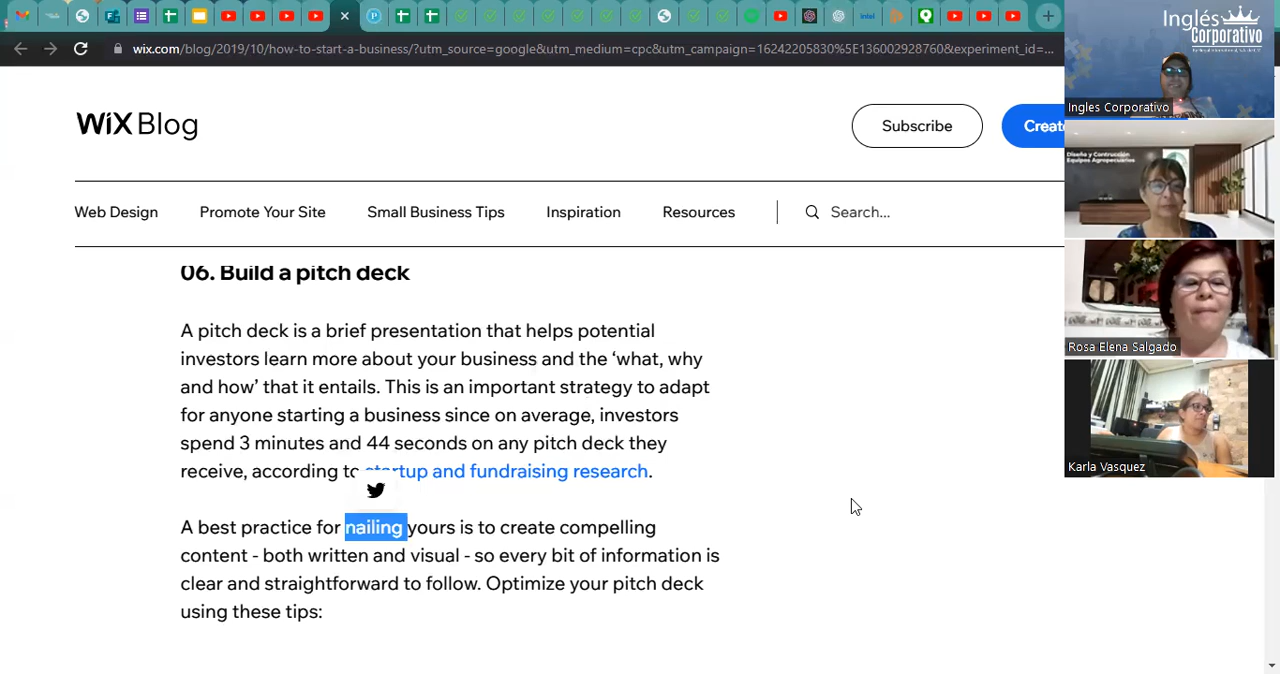 wix.com/blog/2019/10/how-to-start-a-business/?utm_source=google&utm_medium=cpc&utm_campaign=16242205830%5E136002928760&experiment_id=...
WiX Blog
Subscribe
Create
Web Design
Promote Your Site
Small Business Tips
Inspiration
Resources
Search...
06. Build a pitch deck
A pitch deck is a brief presentation that helps potential
investors learn more about your business and the ‘what, why
and how’ that it entails. This is an important strategy to adapt
for anyone starting a business since on average, investors
spend 3 minutes and 44 seconds on any pitch deck they
receive, according to startup and fundraising research.
A best practice for nailing yours is to create compelling
content - both written and visual - so every bit of information is
clear and straightforward to follow. Optimize your pitch deck
using these tips:
Inglés
Corporativo
Ingles Corporativo
Diseño y Contrucción
Equipos Agropecuarios
Rosa Elena Salgado
Karla Vasquez